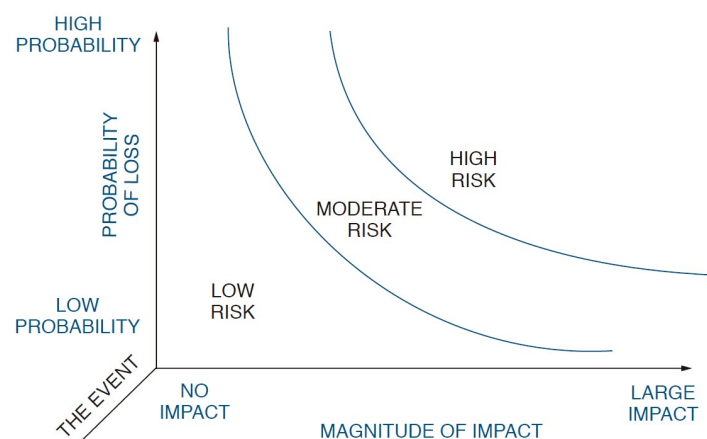 HIGH
PROBABILITY
PROBABILITY
OF LOSS
HIGH
RISK
MODERATE
RISK
LOW
RISK
LOW
PROBABILITY
THE EVENT
NO
IMPACT
LARGE
IMPACT
MAGNITUDE OF IMPACT